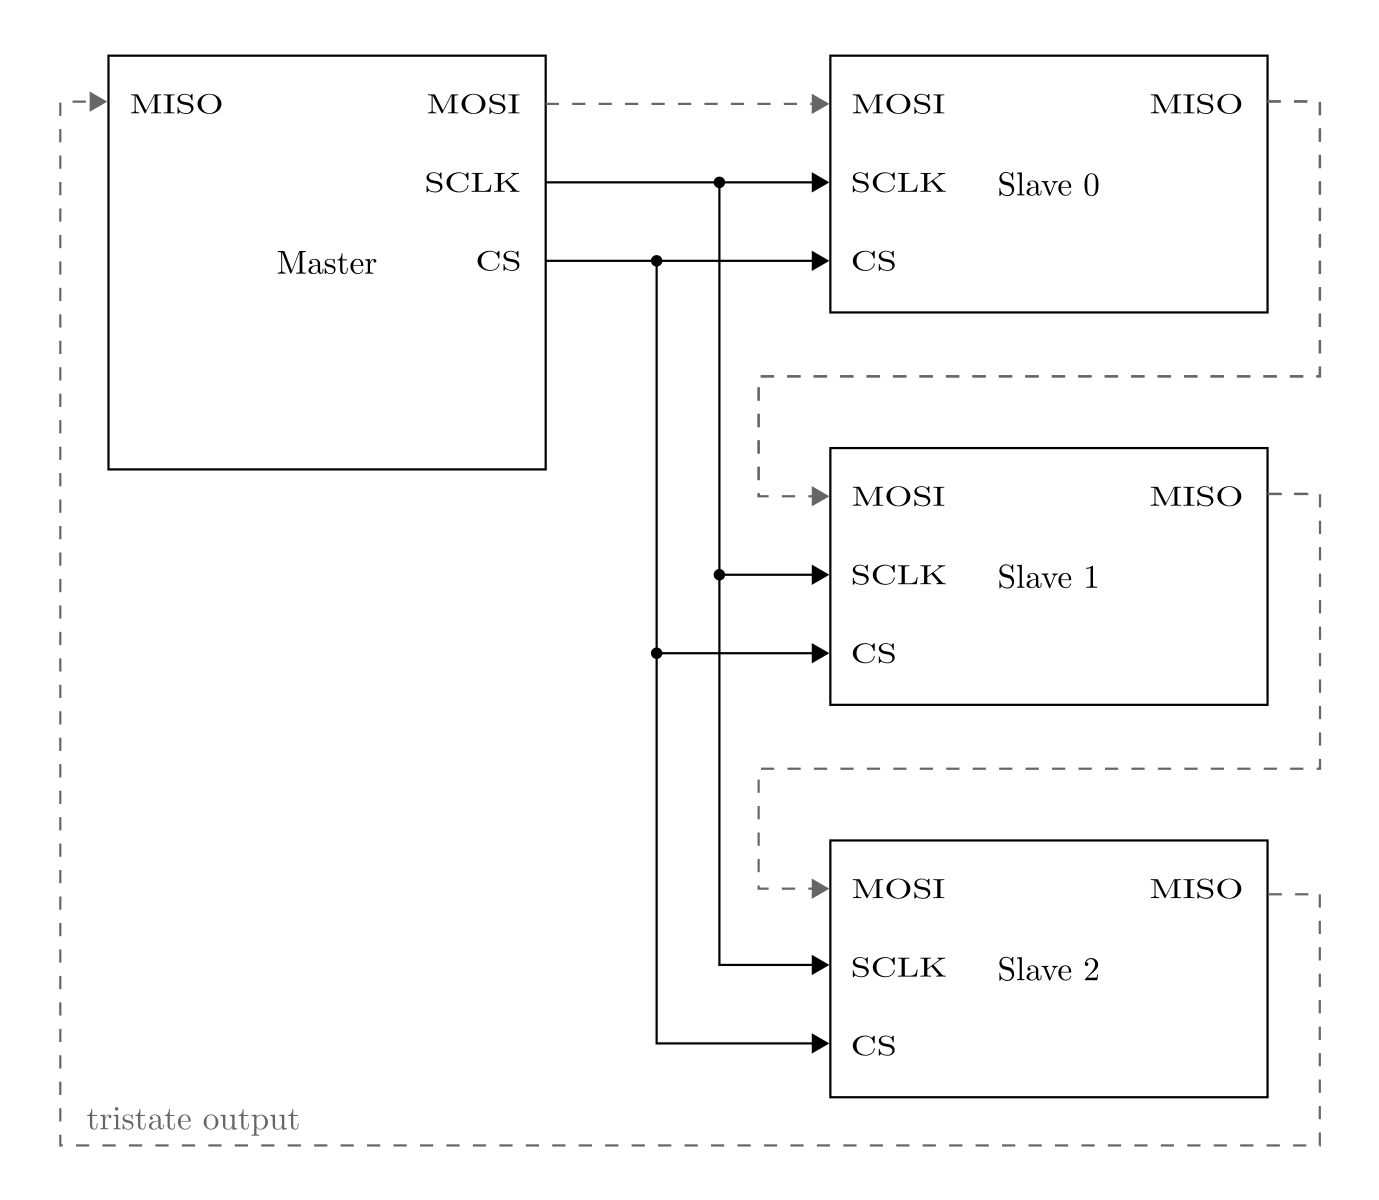 MISO
MOSI
SCLK
CS
Master
MOSI
MISO
SCLK
Slave 0
CS
MOSI
MISO
SCLK
Slave 1
CS
MOSI
MISO
SCLK
Slave 2
CS
tristate output